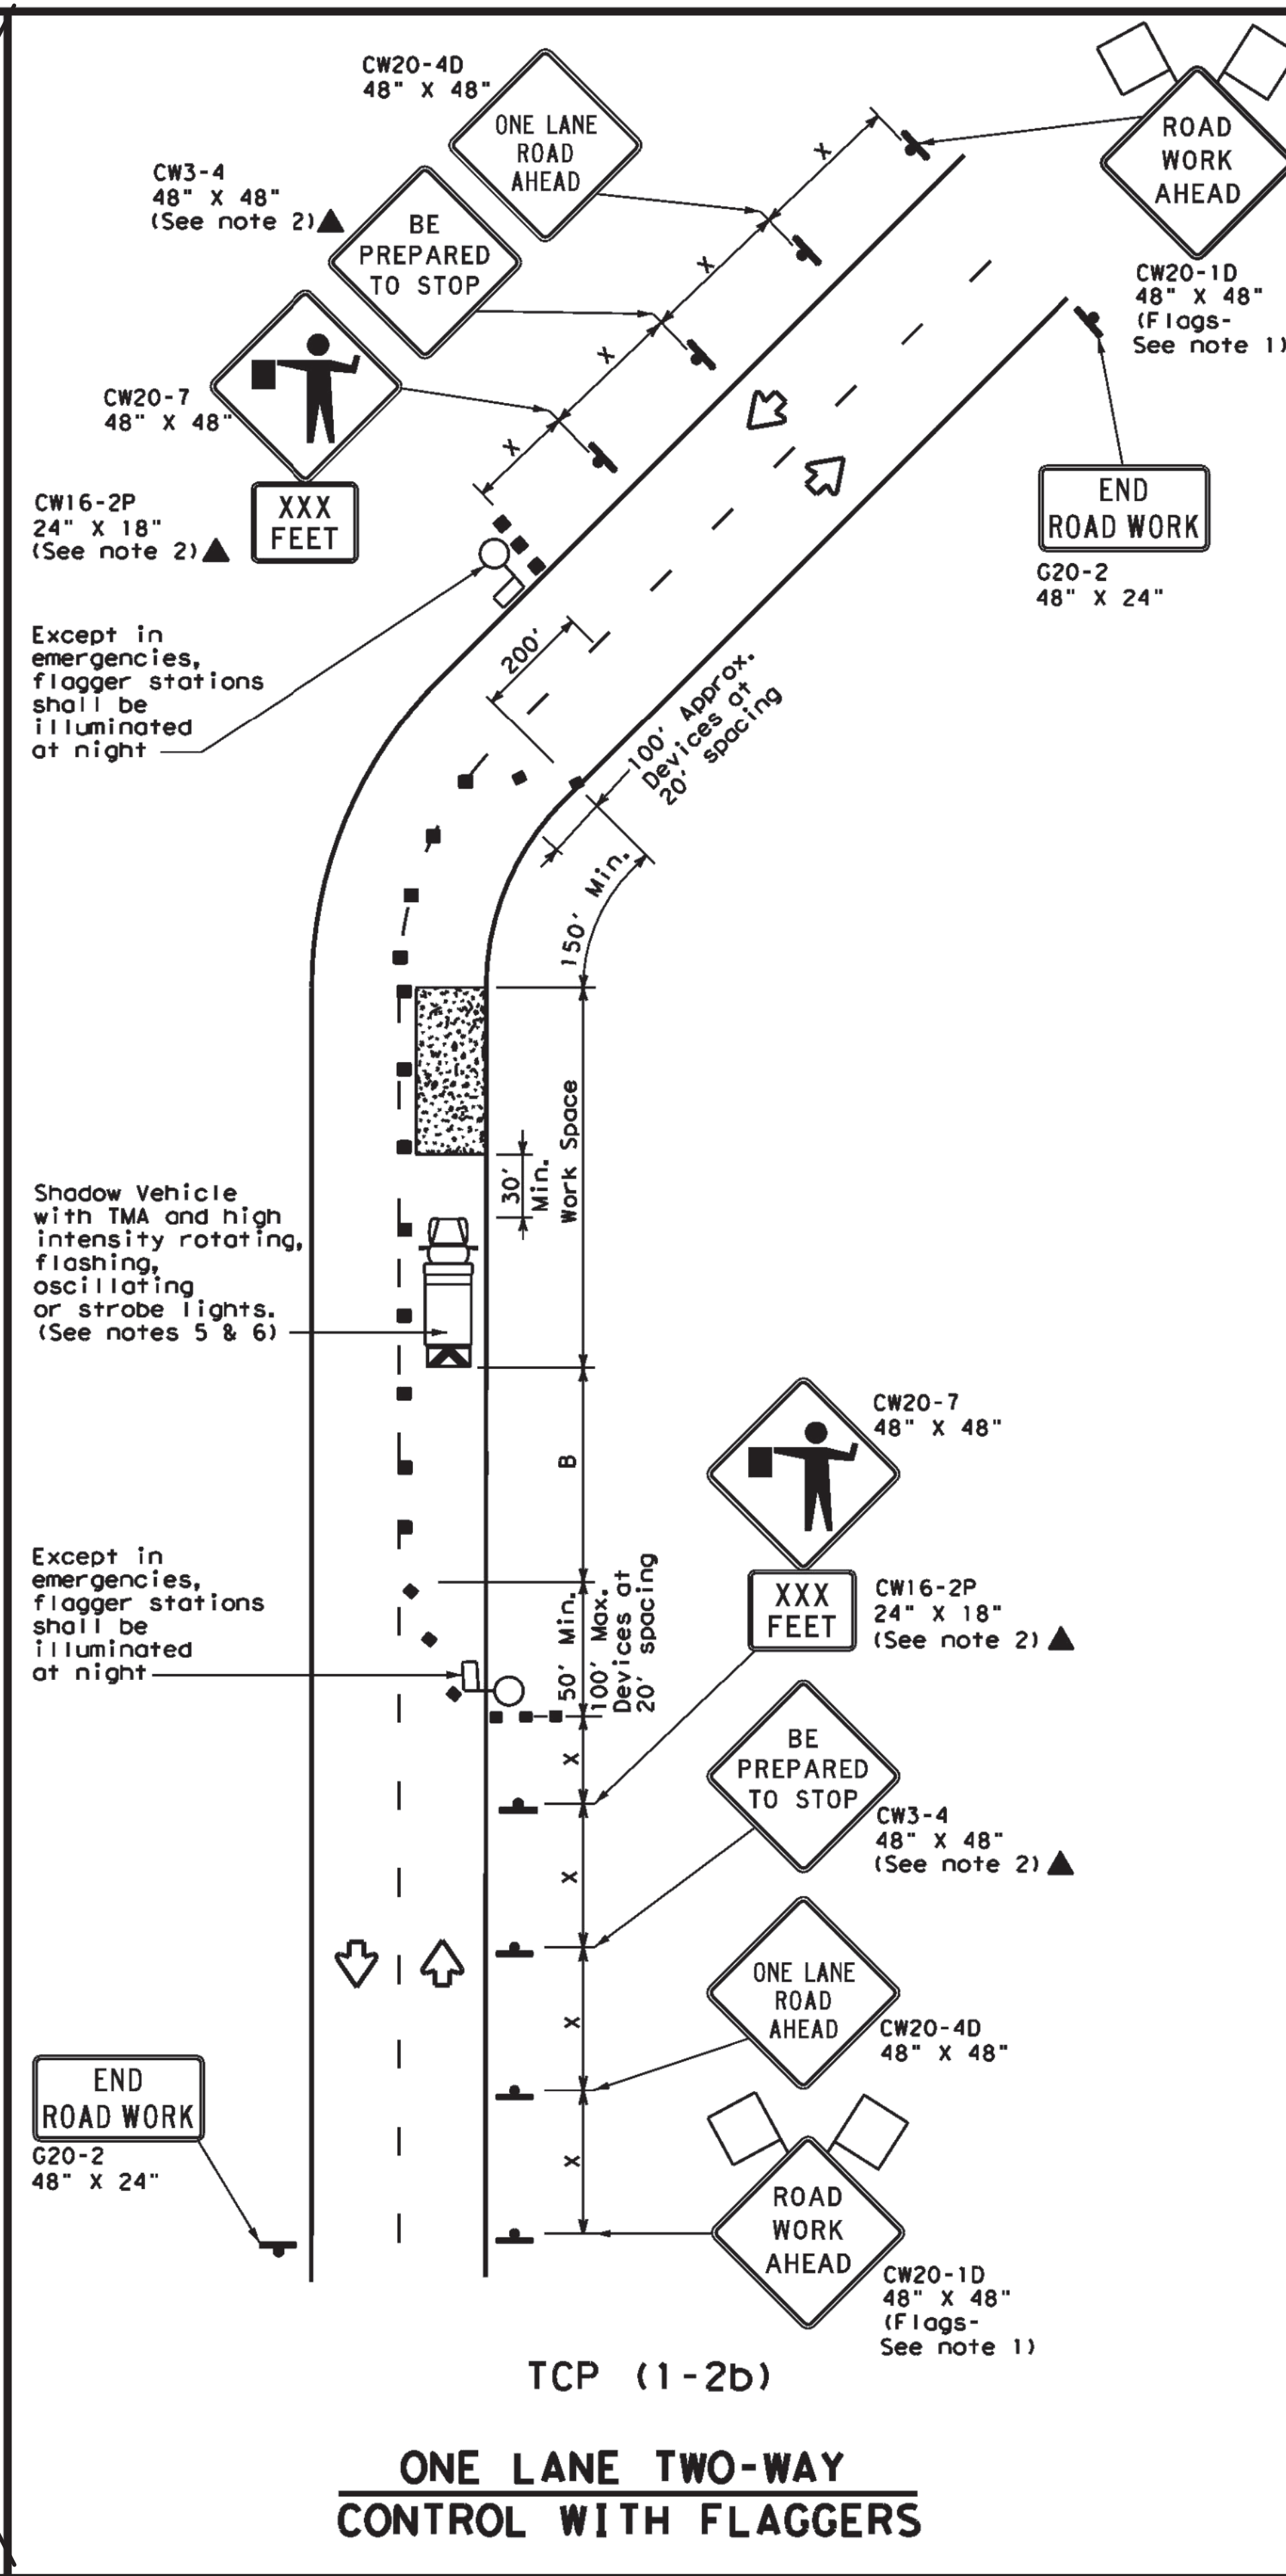 CW20-4D
48" X 48"
ONE LANE
ROAD
AHEAD
ROAD
WORK
AHEAD
CW20-1D
48" X 48"
(Flags-
See note 1)
CW3-4
48" X 48"
(See note 2)▲
BE
PREPARED
TO STOP
X
X
X
X
CW20-7
48" X 48"
CW16-2P
24" X 18"
(See note 2)▲
XXX
FEET
END
ROAD WORK
G20-2
48" X 24"
Except in
emergencies,
flagger stations
shall be
illuminated
at night
200'
100' Approx.
Devices at
20' spacing
150' Min.
Work Space
30'
Min.
Shadow Vehicle
with TMA and high
intensity rotating,
flashing,
oscillating
or strobe lights.
(See notes 5 & 6)
B
CW20-7
48" X 48"
XXX
FEET
CW16-2P
24" X 18"
(See note 2)▲
Except in
emergencies,
flagger stations
shall be
illuminated
at night
50' Min.
100' Max.
Devices at
20' spacing
X
X
X
X
BE
PREPARED
TO STOP
CW3-4
48" X 48"
(See note 2)▲
ONE LANE
ROAD
AHEAD
CW20-4D
48" X 48"
END
ROAD WORK
G20-2
48" X 24"
ROAD
WORK
AHEAD
CW20-1D
48" X 48"
(Flags-
See note 1)
TCP (1-2b)
ONE LANE TWO-WAY
CONTROL WITH FLAGGERS